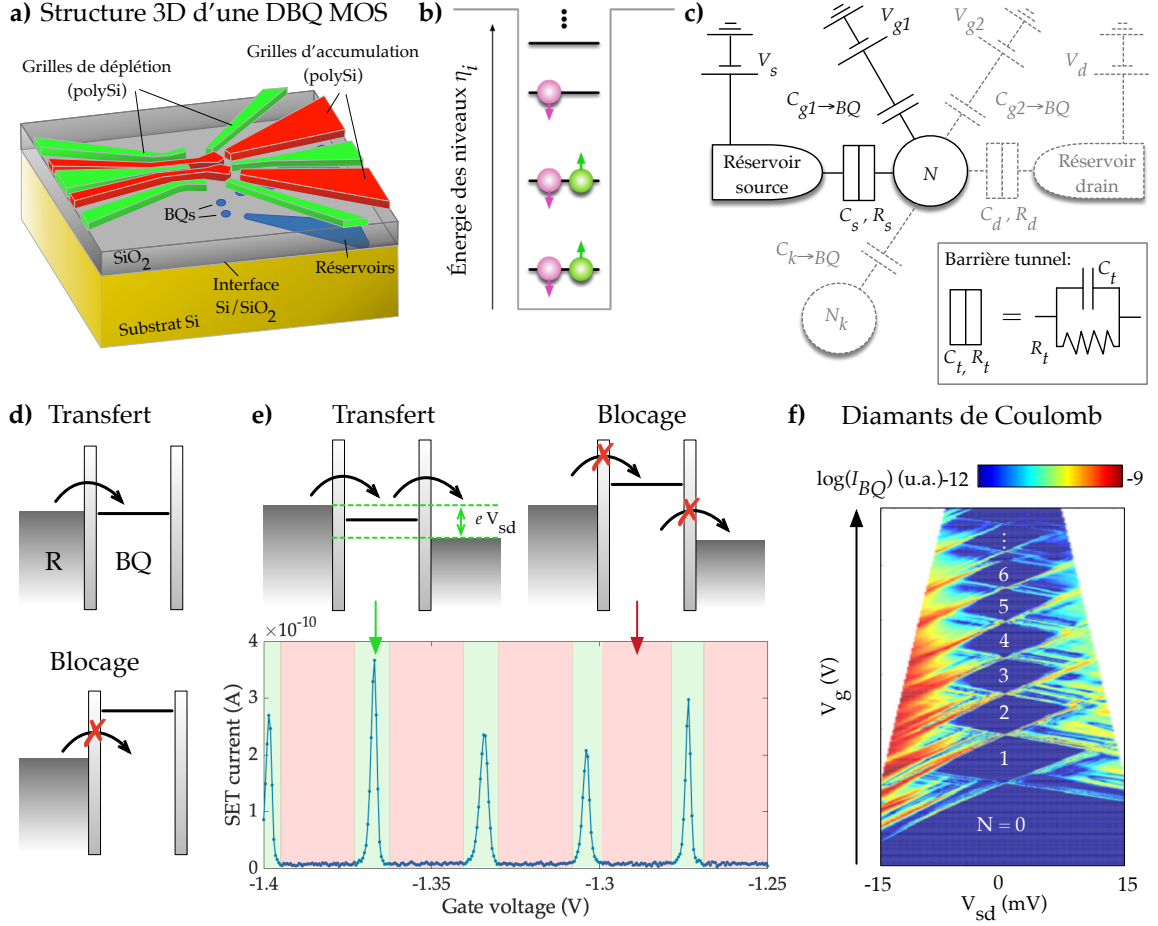 a) Structure 3D d'une DBQ MOS
Grilles de déplétion
(polySi)
Grilles d'accumulation
(polySi)
BQs
SiO2
Réservoirs
Interface
Si/SiO2
Substrat Si
b)
Énergie des niveaux ηi
c)
Vs
Vg1
Vg2
Vd
Cg1→BQ
Cg2→BQ
Réservoir
source
N
Réservoir
drain
Cs , Rs
Cd , Rd
Ck→BQ
Nk
Barrière tunnel:
Ct
=
Rt
Ct, Rt
d) Transfert
R
BQ
Blocage
e) Transfert
Blocage
e Vsd
×10-10
4
3
2
1
0
SET current (A)
-1.4
-1.35
-1.3
-1.25
Gate voltage (V)
f) Diamants de Coulomb
log(IBQ) (u.a.)
-12
-9
Vg (V)
6
5
4
3
2
1
N = 0
-15
0
15
Vsd (mV)